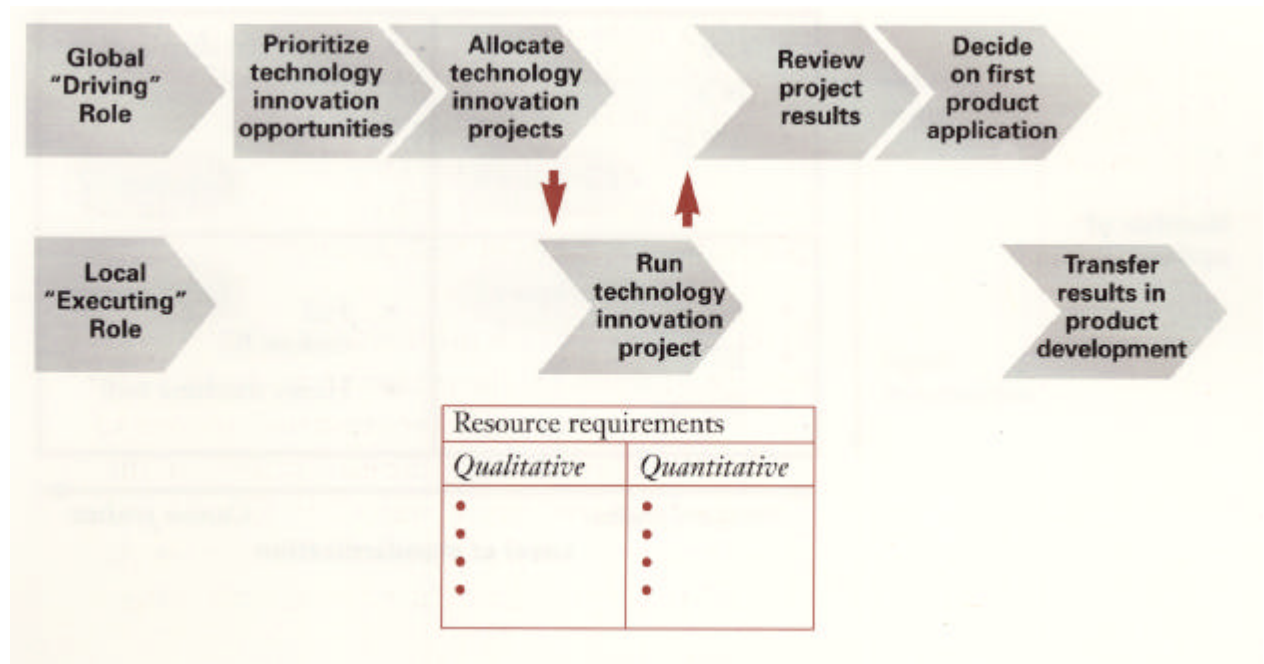 Global
"Driving"
Role
Prioritize
technology
innovation
opportunities
Allocate
technology
innovation
projects
Review
project
results
Decide
on first
product
application
Local
"Executing"
Role
Run
technology
innovation
project
Transfer
results in
product
development
Resource requirements
Qualitative
Quantitative
•
•
•
•
•
•
•
•